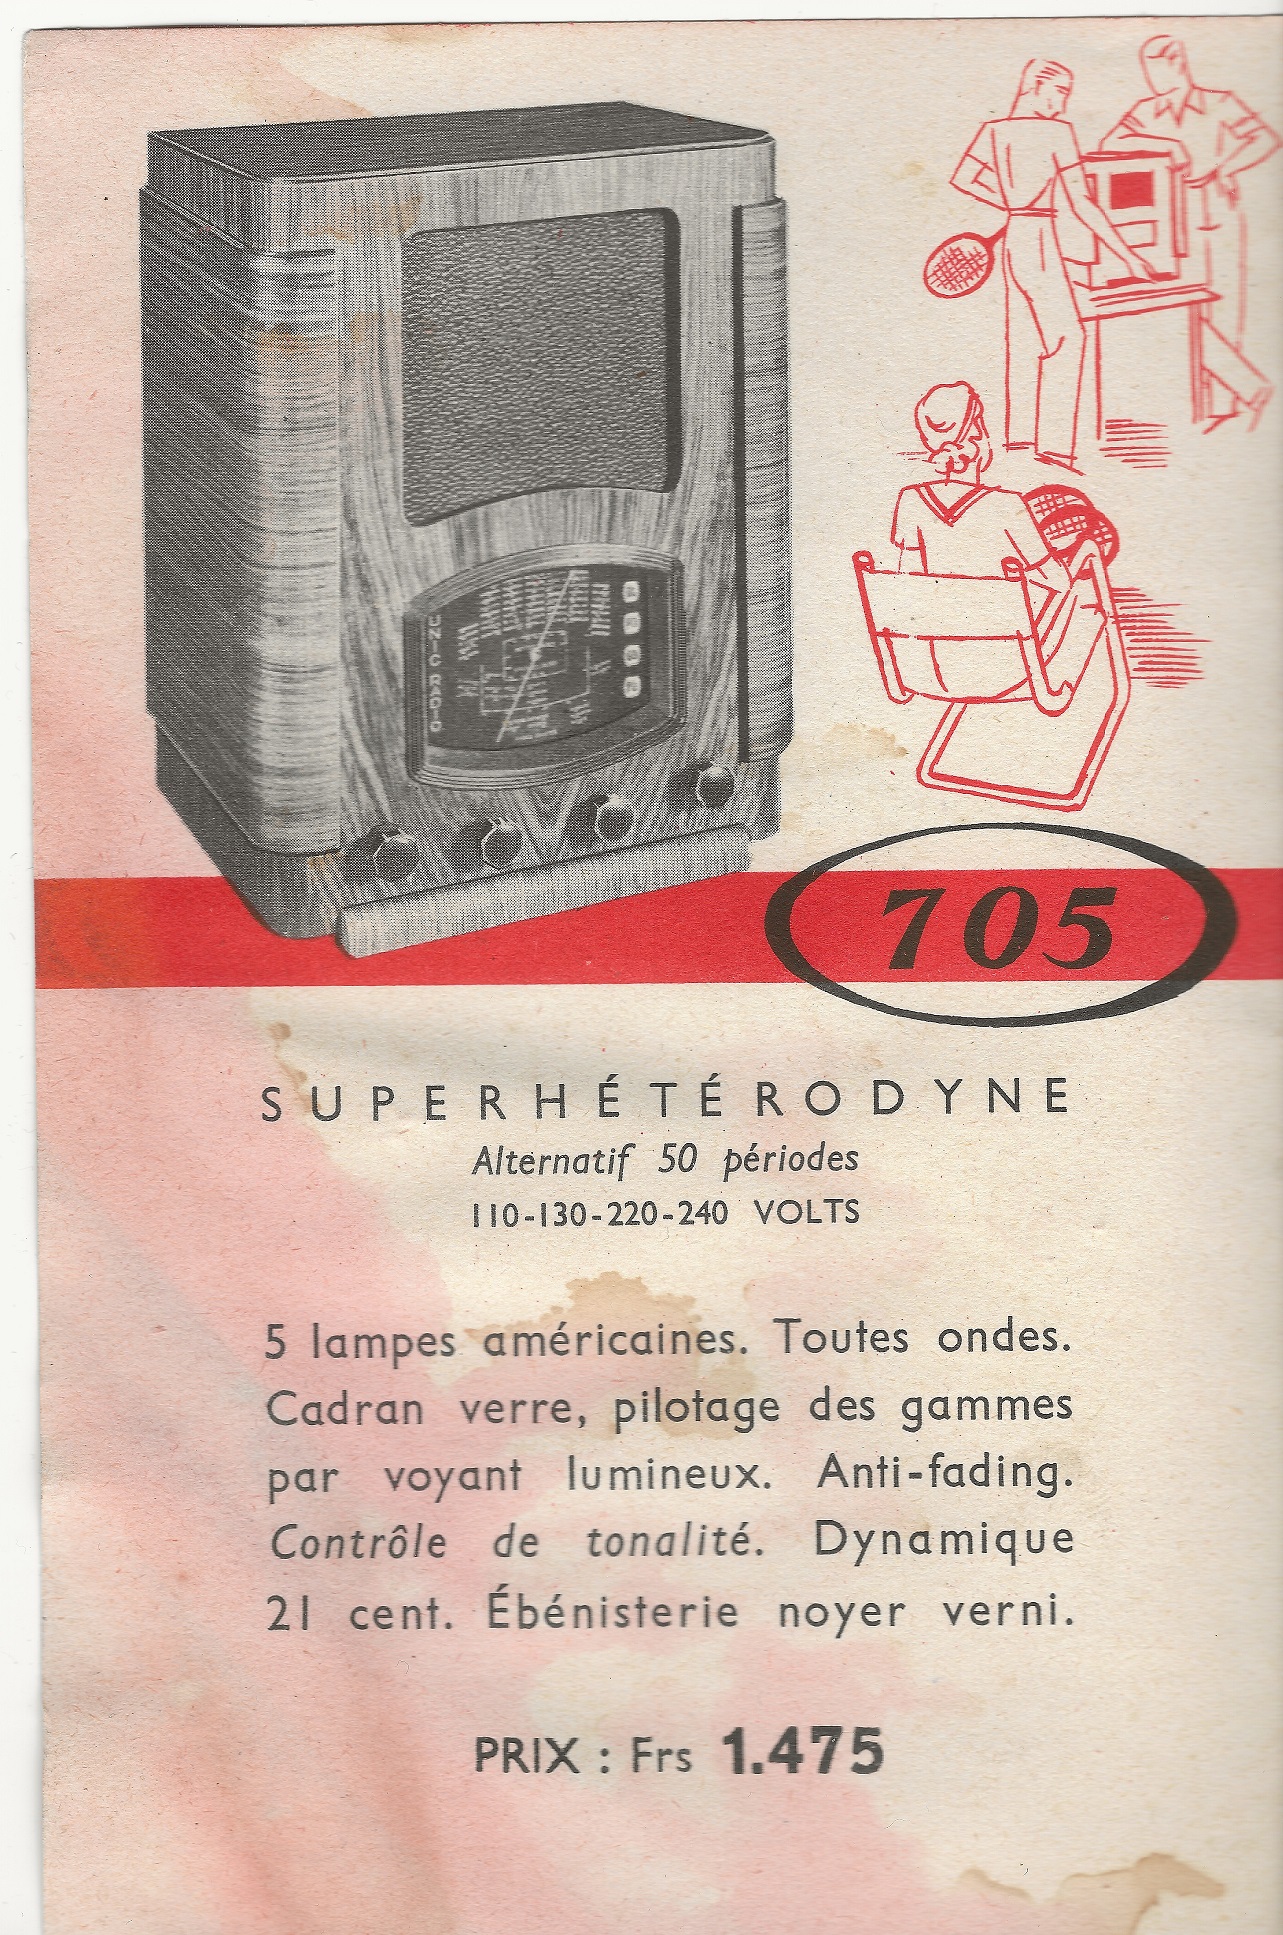 UNIC RADIO
705
SUPERHÉTÉRODYNE
Alternatif 50 périodes
110-130-220-240 VOLTS
5 lampes américaines. Toutes ondes.
Cadran verre, pilotage des gammes
par voyant lumineux. Anti-fading.
Contrôle de tonalité. Dynamique
21 cent. Ébénisterie noyer verni.
PRIX : Frs 1.475